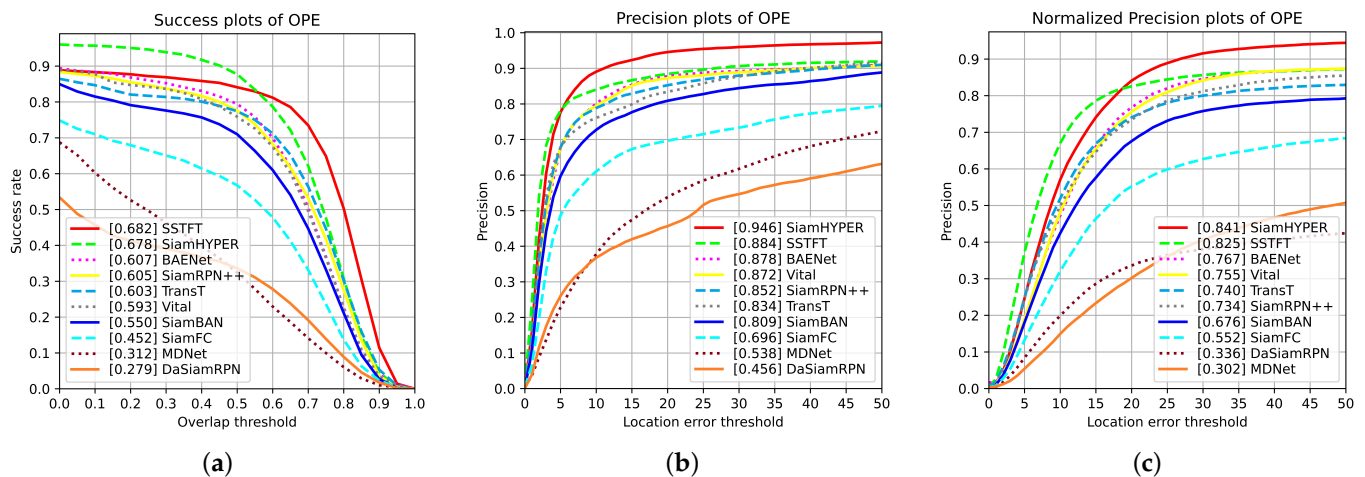 Success plots of OPE
Success rate
0.9
0.8
0.7
0.6
0.5
0.4
0.3
0.2
0.1
0.0
[0.682] SSTFT
[0.678] SiamHYPER
[0.607] BAENet
[0.605] SiamRPN++
[0.603] TransT
[0.593] Vital
[0.550] SiamBAN
[0.452] SiamFC
[0.312] MDNet
[0.279] DaSiamRPN
0.0 0.1 0.2 0.3 0.4 0.5 0.6 0.7 0.8 0.9 1.0
Overlap threshold
(a)
Precision plots of OPE
Precision
1.0
0.9
0.8
0.7
0.6
0.5
0.4
0.3
0.2
0.1
0.0
[0.946] SiamHYPER
[0.884] SSTFT
[0.878] BAENet
[0.872] Vital
[0.852] SiamRPN++
[0.834] TransT
[0.809] SiamBAN
[0.696] SiamFC
[0.538] MDNet
[0.456] DaSiamRPN
0 5 10 15 20 25 30 35 40 45 50
Location error threshold
(b)
Normalized Precision plots of OPE
Precision
0.9
0.8
0.7
0.6
0.5
0.4
0.3
0.2
0.1
0.0
[0.841] SiamHYPER
[0.825] SSTFT
[0.767] BAENet
[0.755] Vital
[0.740] TransT
[0.734] SiamRPN++
[0.676] SiamBAN
[0.552] SiamFC
[0.336] DaSiamRPN
[0.302] MDNet
0 5 10 15 20 25 30 35 40 45 50
Location error threshold
(c)